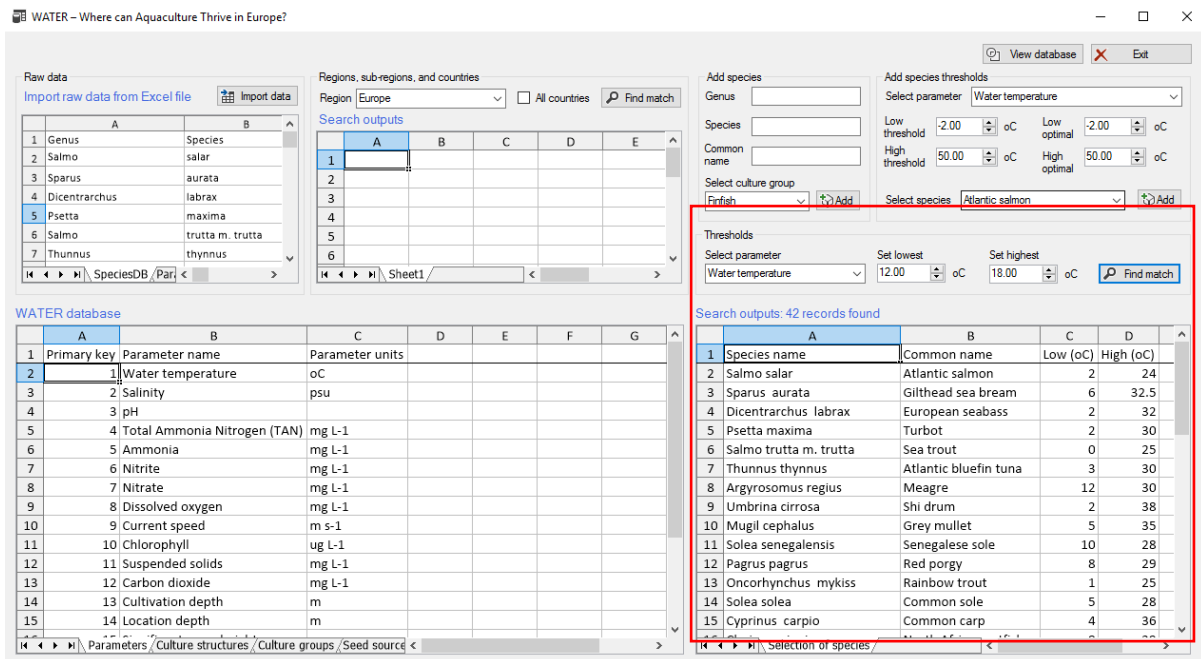 WATER – Where can Aquaculture Thrive in Europe?
View database
Exit
Raw data
Import raw data from Excel file
Import data
A B
1 Genus Species
2 Salmo salar
3 Sparus aurata
4 Dicentrarchus labrax
5 Psetta maxima
6 Salmo trutta m. trutta
7 Thunnus thynnus
SpeciesDB
Regions, sub-regions, and countries
Region Europe All countries Find match
Search outputs
A B C D E
1
2
3
4
5
6
Sheet1
Add species
Genus
Species
Common
name
Select culture group
Finfish Add
Add species thresholds
Select parameter Water temperature
Low
threshold -2.00 oC Low
optimal -2.00 oC
High
threshold 50.00 oC High
optimal 50.00 oC
Select species Atlantic salmon Add
Thresholds
Select parameter Set lowest Set highest
Water temperature 12.00 oC 18.00 oC Find match
WATER database
A B C D E F G
1 Primary key Parameter name Parameter units
2 1 Water temperature oC
3 2 Salinity psu
4 3 pH
5 4 Total Ammonia Nitrogen (TAN) mg L-1
6 5 Ammonia mg L-1
7 6 Nitrite mg L-1
8 7 Nitrate mg L-1
9 8 Dissolved oxygen mg L-1
10 9 Current speed m s-1
11 10 Chlorophyll ug L-1
12 11 Suspended solids mg L-1
13 12 Carbon dioxide mg L-1
14 13 Cultivation depth m
15 14 Location depth m
Parameters Culture structures Culture groups Seed source
Search outputs: 42 records found
A B C D
1 Species name Common name Low (oC) High (oC)
2 Salmo salar Atlantic salmon 2 24
3 Sparus aurata Gilthead sea bream 6 32.5
4 Dicentrarchus labrax European seabass 2 32
5 Psetta maxima Turbot 2 30
6 Salmo trutta m. trutta Sea trout 0 25
7 Thunnus thynnus Atlantic bluefin tuna 3 30
8 Argyrosomus regius Meagre 12 30
9 Umbrina cirrosa Shi drum 2 38
10 Mugil cephalus Grey mullet 5 35
11 Solea senegalensis Senegalese sole 10 28
12 Pagrus pagrus Red porgy 8 29
13 Oncorhynchus mykiss Rainbow trout 1 25
14 Solea solea Common sole 5 28
15 Cyprinus carpio Common carp 4 36
Selection of species